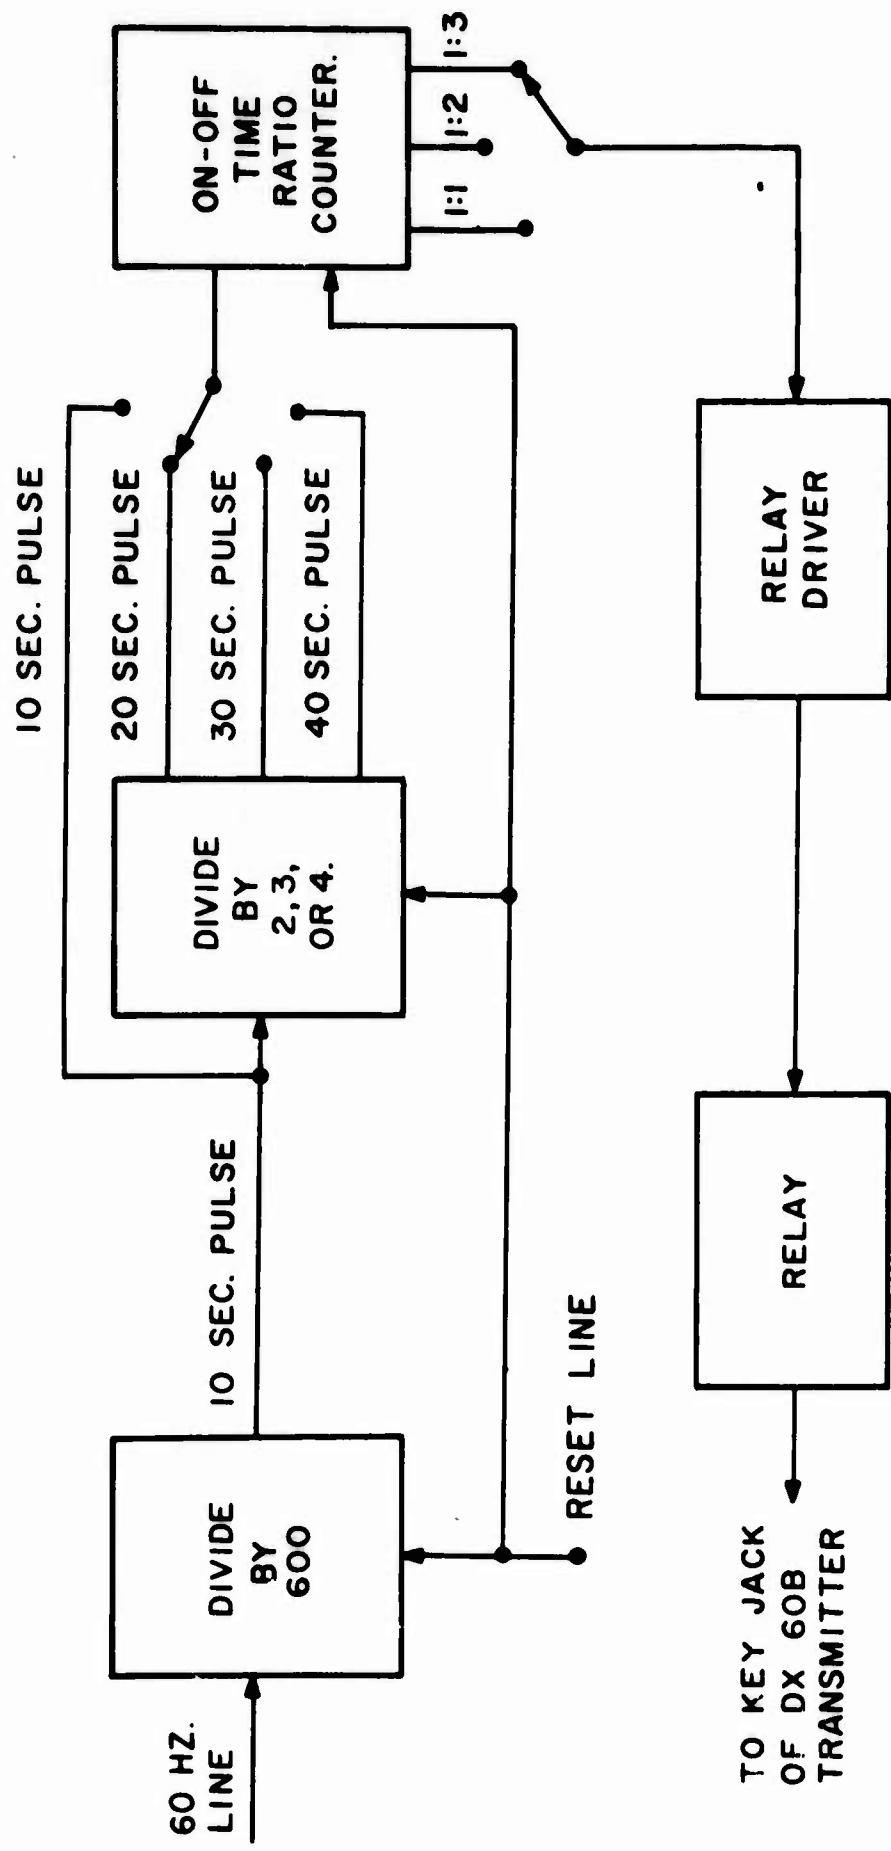 60 HZ.
LINE
DIVIDE
BY
600
10 SEC. PULSE
DIVIDE
BY
2, 3,
OR 4.
10 SEC. PULSE
20 SEC. PULSE
30 SEC. PULSE
40 SEC. PULSE
ON-OFF
TIME
RATIO
COUNTER.
1:1
1:2
1:3
RESET LINE
RELAY
DRIVER
RELAY
TO KEY JACK
OF DX 60B
TRANSMITTER